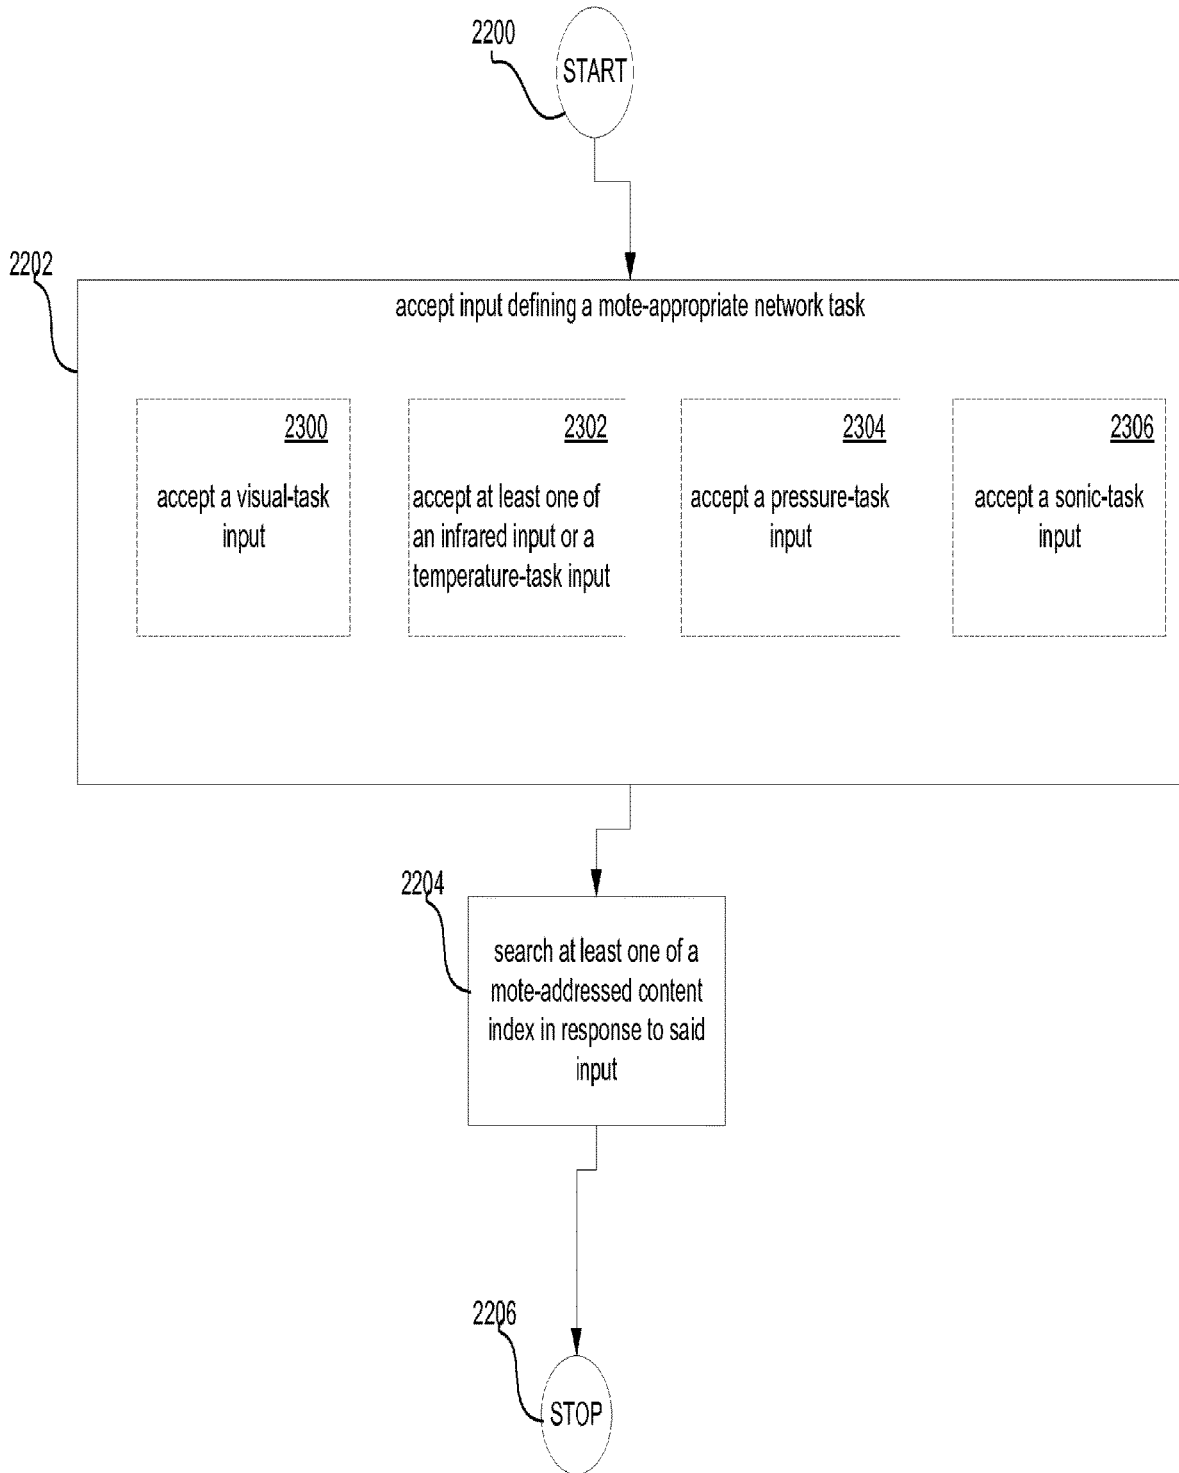 2200
START
2202
accept input defining a mote-appropriate network task
2300
accept a visual-task
input
2302
accept at least one of
an infrared input or a
temperature-task input
2304
accept a pressure-task
input
2306
accept a sonic-task
input
2204
search at least one of a
mote-addressed content
index in response to said
input
2206
STOP